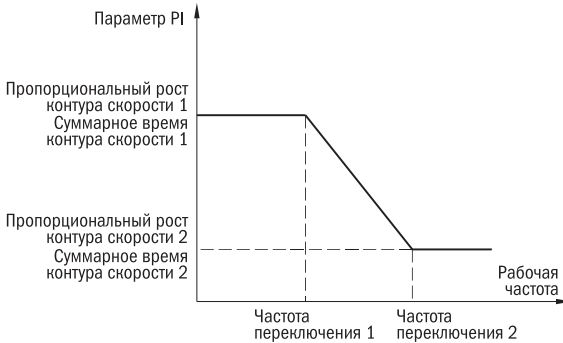 Параметр PI
Пропорциональный рост
контура скорости 1
Суммарное время
контура скорости 1
Пропорциональный рост
контура скорости 2
Суммарное время
контура скорости 2
Рабочая
частота
Частота
переключения 1
Частота
переключения 2